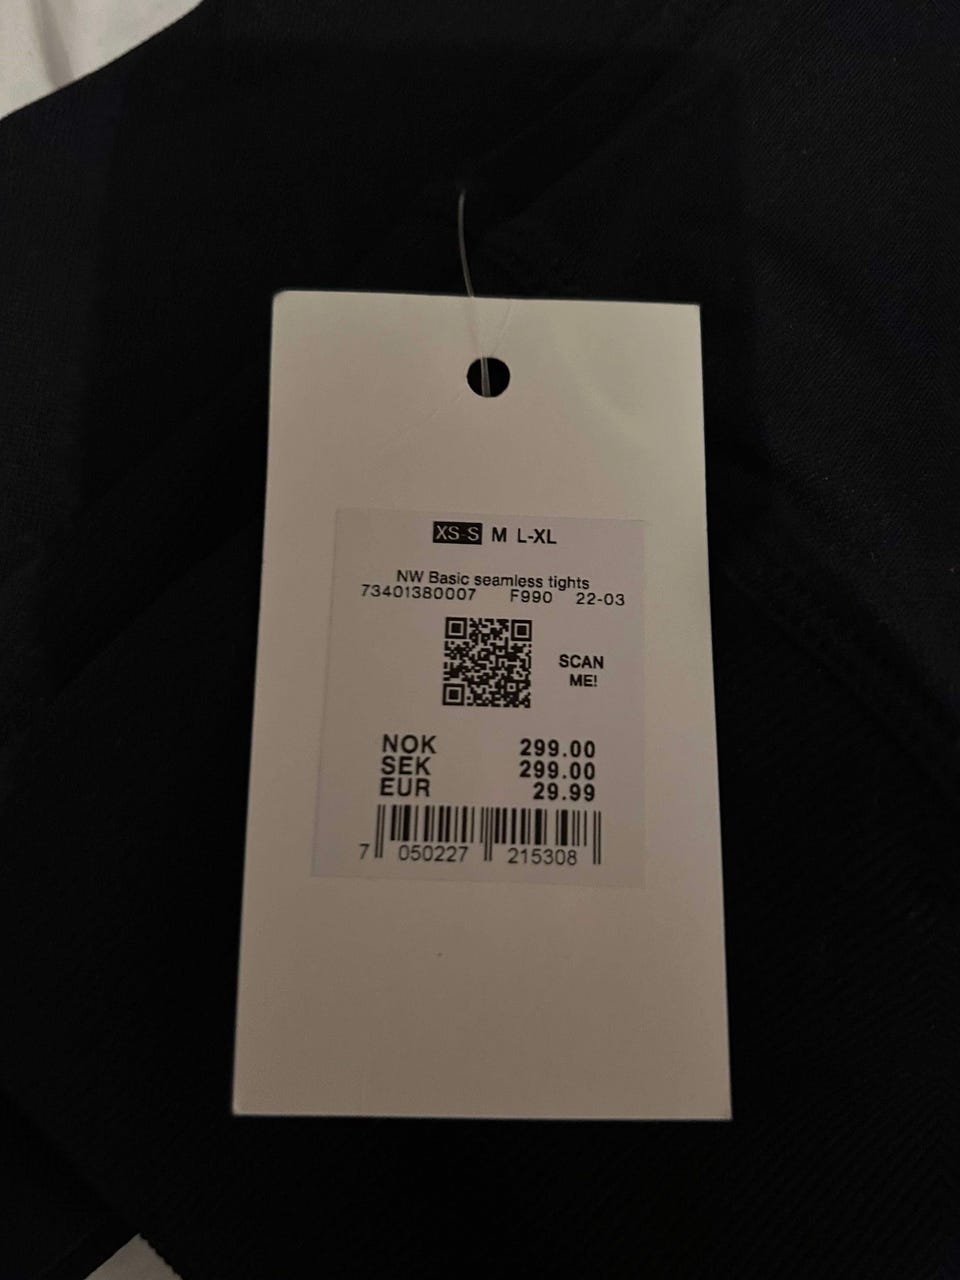 XS-S M L-XL
NW Basic seamless tights
73401380007 F990 22-03
SCAN
ME!
NOK 299.00
SEK 299.00
EUR 29.99
7 050227 215308